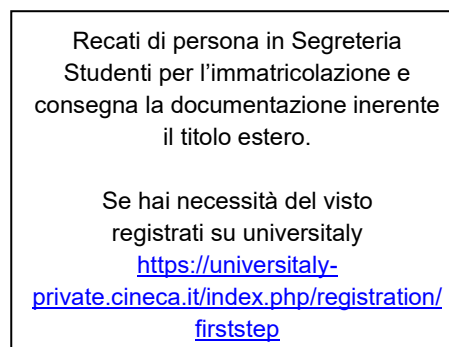 Recati di persona in Segreteria
Studenti per l’immatricolazione e
consegna la documentazione inerente
il titolo estero.
Se hai necessità del visto
registrati su universitaly
https://universitaly-
private.cineca.it/index.php/registration/
firststep